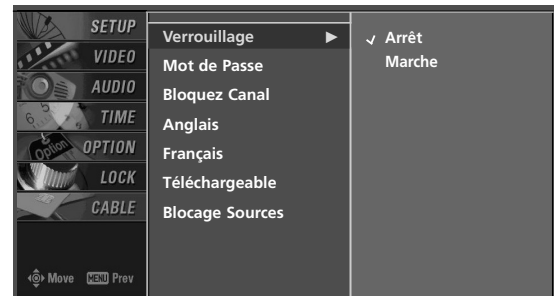 SETUP
VIDEO
AUDIO
TIME
OPTION
LOCK
CABLE
Move MENU Prev
Verrouillage
Mot de Passe
Bloquez Canal
Anglais
Français
Téléchargeable
Blocage Sources
Arrêt
Marche